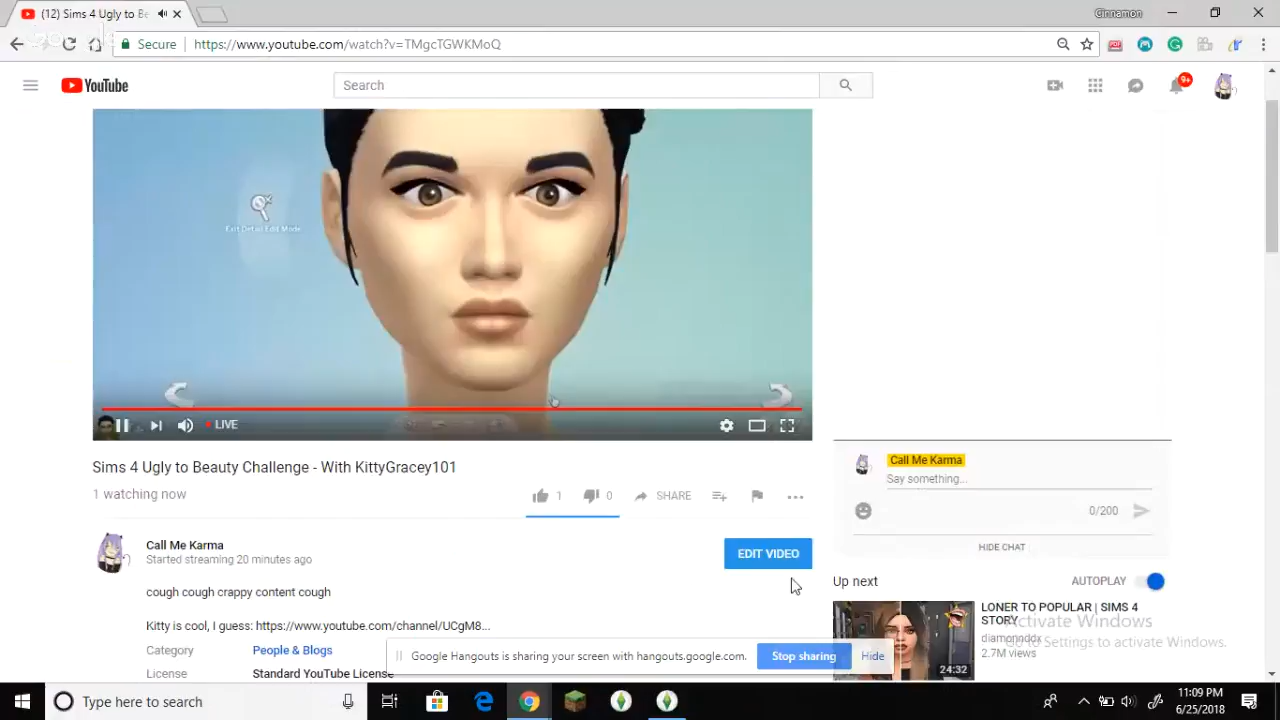 (12) Sims 4 Ugly to Be
Cinnamon
Secure
https://www.youtube.com/watch?v=TMgcTGWKMoQ
YouTube
Search
9+
Exit Detail Edit Mode
LIVE
Sims 4 Ugly to Beauty Challenge - With KittyGracey101
1 watching now
1
0
SHARE
Call Me Karma
Started streaming 20 minutes ago
EDIT VIDEO
cough cough crappy content cough
Kitty is cool, I guess: https://www.youtube.com/channel/UCgM8...
Category People & Blogs
License Standard YouTube License
Call Me Karma
Say something...
0/200
HIDE CHAT
Up next
AUTOPLAY
LONER TO POPULAR | SIMS 4
STORY
diamonddz
2.7M views
24:32
Activate Windows
Go to Settings to activate Windows.
Google Hangouts is sharing your screen with hangouts.google.com.
Stop sharing
Hide
Type here to search
11:09 PM
6/25/2018